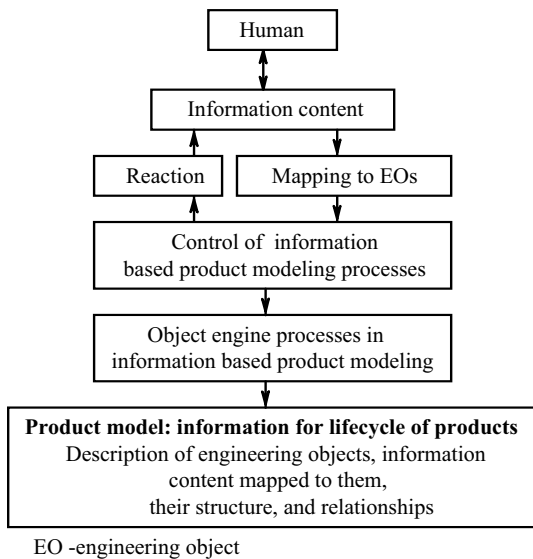 Human
Information content
Reaction
Mapping to EOs
Control of information
based product modeling processes
Object engine processes in
information based product modeling
Product model: information for lifecycle of products
Description of engineering objects, information
content mapped to them,
their structure, and relationships
EO -engineering object